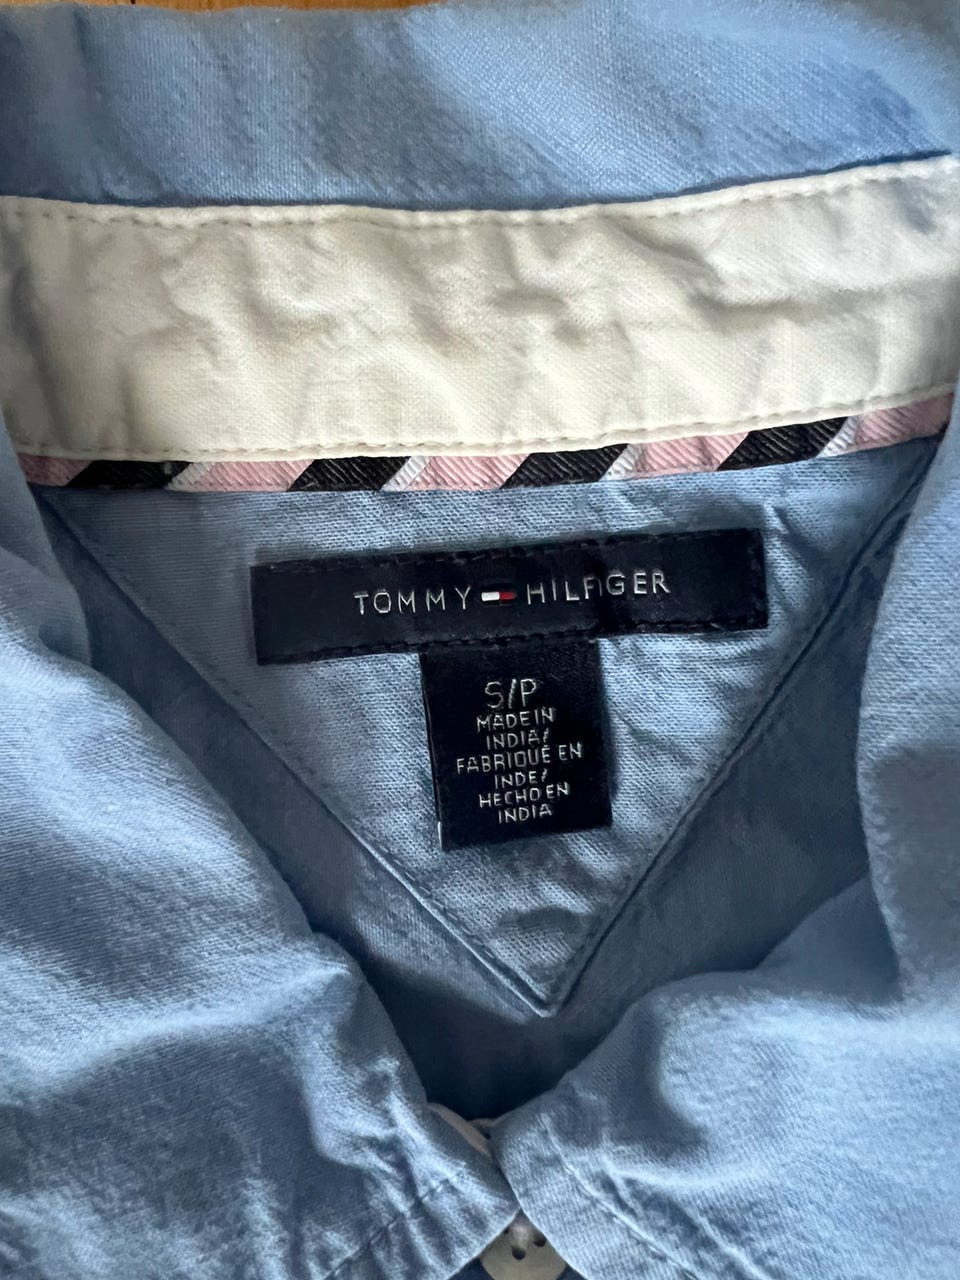 TOMMY HILFIGER
S/P
MADE IN
INDIA/
FABRIQUÉ EN
INDE/
HECHO EN
INDIA